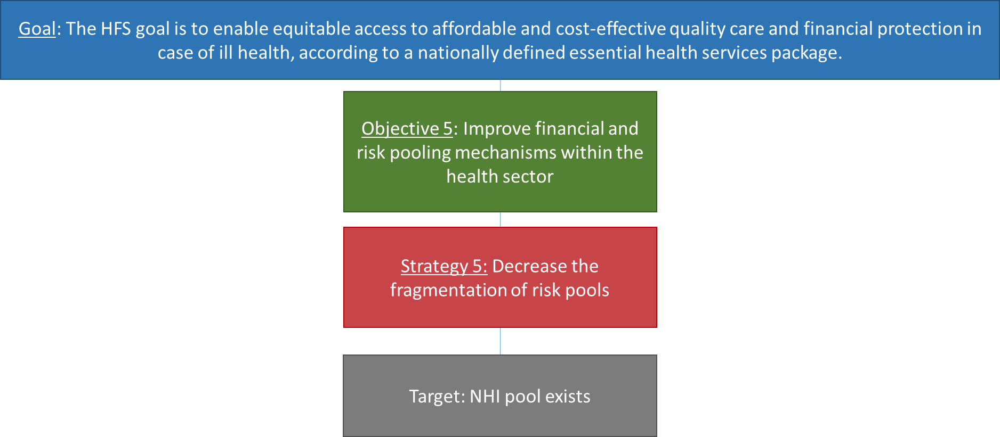 Goal: The HFS goal is to enable equitable access to affordable and cost-effective quality care and financial protection in
case of ill health, according to a nationally defined essential health services package.
Objective 5: Improve financial and
risk pooling mechanisms within the
health sector
Strategy 5: Decrease the
fragmentation of risk pools
Target: NHI pool exists